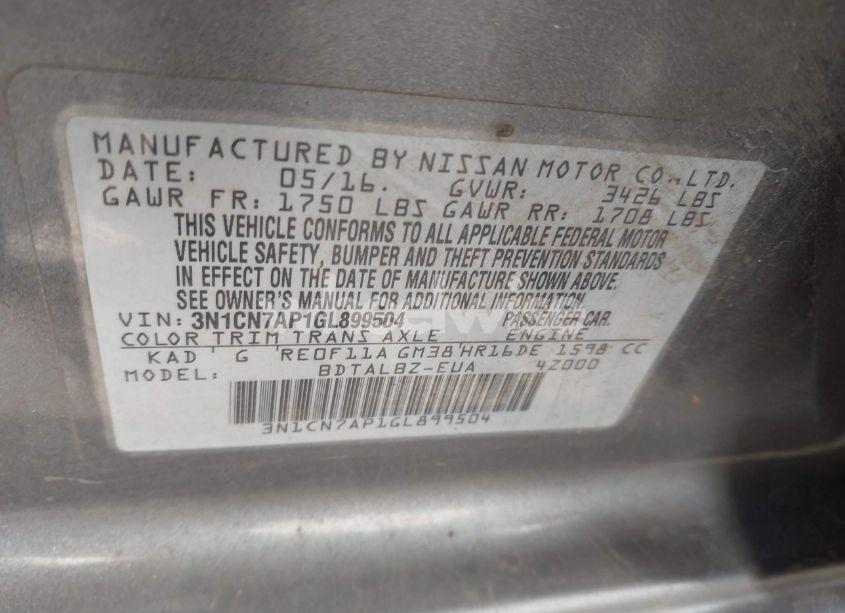 MANUFACTURED BY NISSAN MOTOR CO.,LTD.
DATE: 05/16. GVWR: 3426 LBS
GAWR FR: 1750 LBS GAWR RR: 1708 LBS
THIS VEHICLE CONFORMS TO ALL APPLICABLE FEDERAL MOTOR
VEHICLE SAFETY, BUMPER AND THEFT PREVENTION STANDARDS
IN EFFECT ON THE DATE OF MANUFACTURE SHOWN ABOVE.
SEE OWNER'S MANUAL FOR ADDITIONAL INFORMATION.
VIN: 3N1CN7AP1GL899504 PASSENGER CAR.
COLOR TRIM TRANS AXLE ENGINE
KAD G RE0F11A GM38 HR16DE 1598 CC
MODEL: BDTALBZ-EUA 4Z000
3N1CN7AP1GL899504